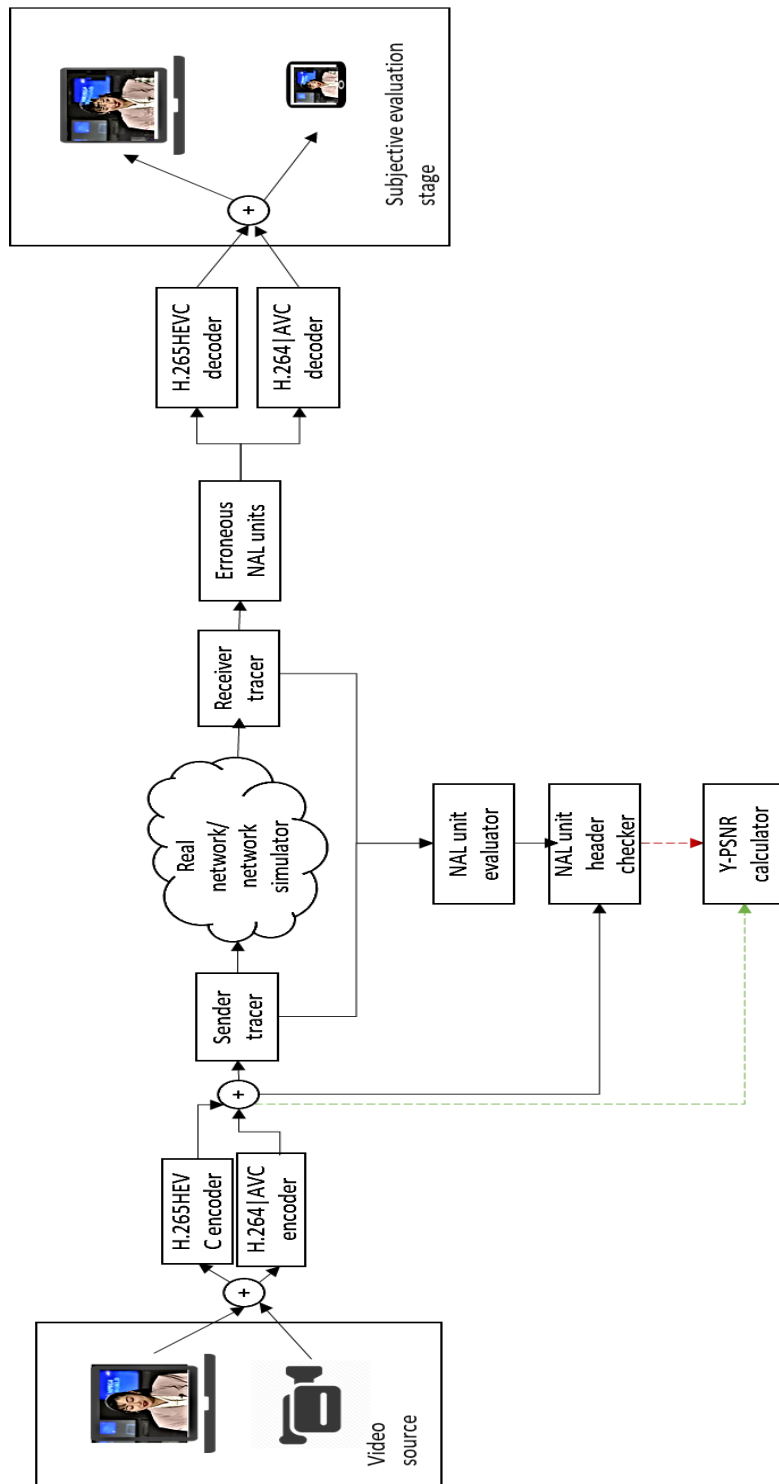 Video
source
H.265HEV
C encoder
H.264|AVC
encoder
+
+
Sender
tracer
Real
network/
network
simulator
Receiver
tracer
Erroneous
NAL units
H.265HEVC
decoder
H.264|AVC
decoder
+
Subjective evaluation
stage
NAL unit
evaluator
NAL unit
header
checker
Y-PSNR
calculator